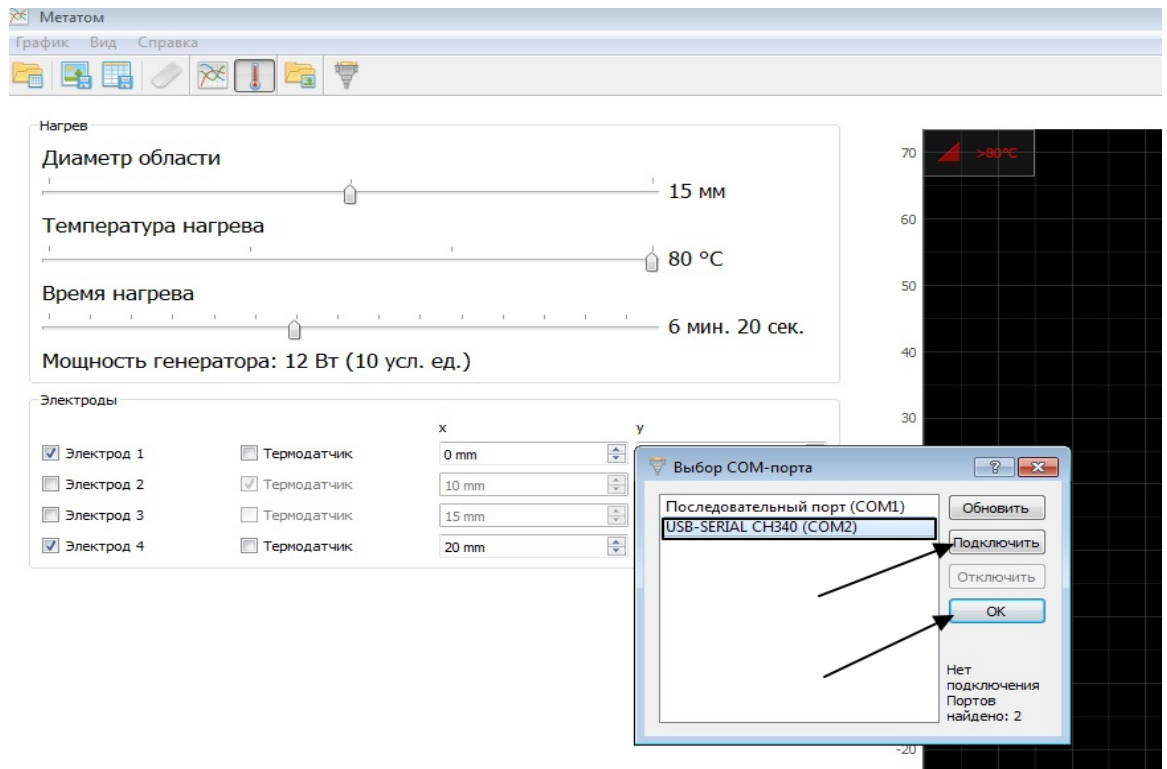 Метатом
График Вид Справка
Нагрев
Диаметр области
15 мм
Температура нагрева
80 °C
Время нагрева
6 мин. 20 сек.
Мощность генератора: 12 Вт (10 усл. ед.)
Электроды
x y
Электрод 1 Термодатчик 0 mm
Электрод 2 Термодатчик 10 mm
Электрод 3 Термодатчик 15 mm
Электрод 4 Термодатчик 20 mm
70
>80°C
60
50
40
30
-20
Выбор COM-порта
?
Последовательный порт (COM1)
USB-SERIAL CH340 (COM2)
Обновить
Подключить
Отключить
OK
Нет
подключения
Портов
найдено: 2